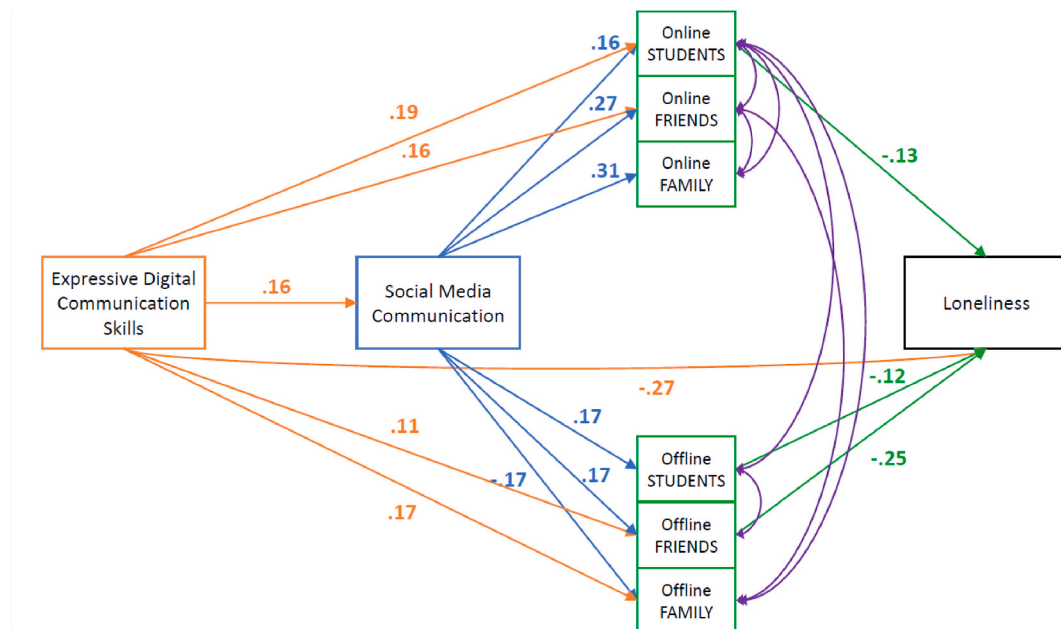 Online
STUDENTS
.16
Online
FRIENDS
.27
.19
.16
Online
FAMILY
.31
-.13
Expressive Digital
Communication
Skills
.16
Social Media
Communication
Loneliness
-.27
-.12
.11
.17
Offline
STUDENTS
-.25
.17
-.17
.17
Offline
FRIENDS
Offline
FAMILY